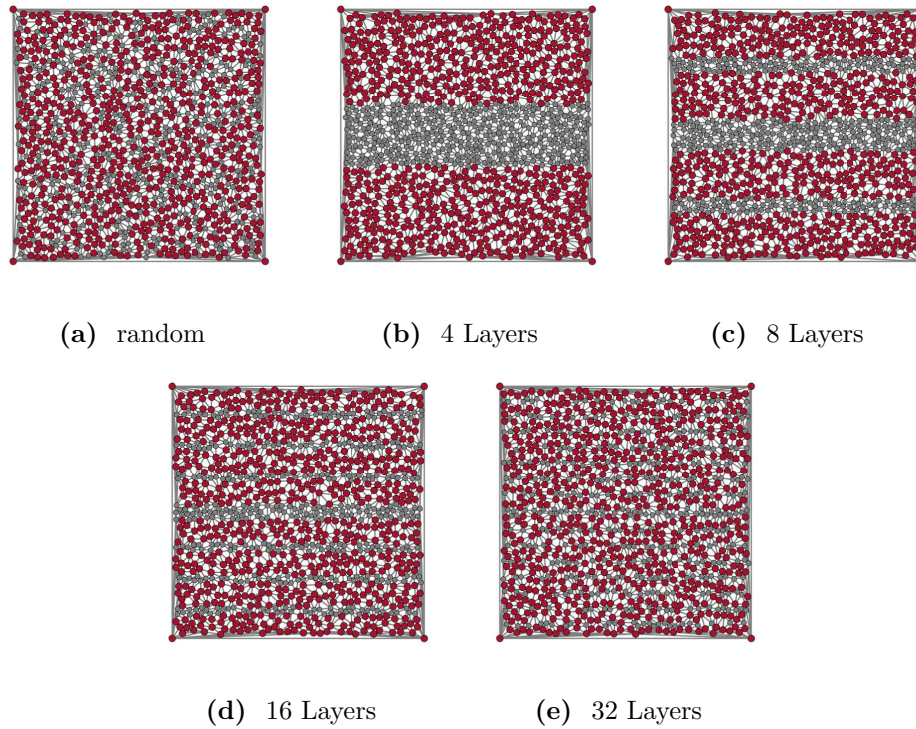 (a) random
(b) 4 Layers
(c) 8 Layers
(d) 16 Layers
(e) 32 Layers